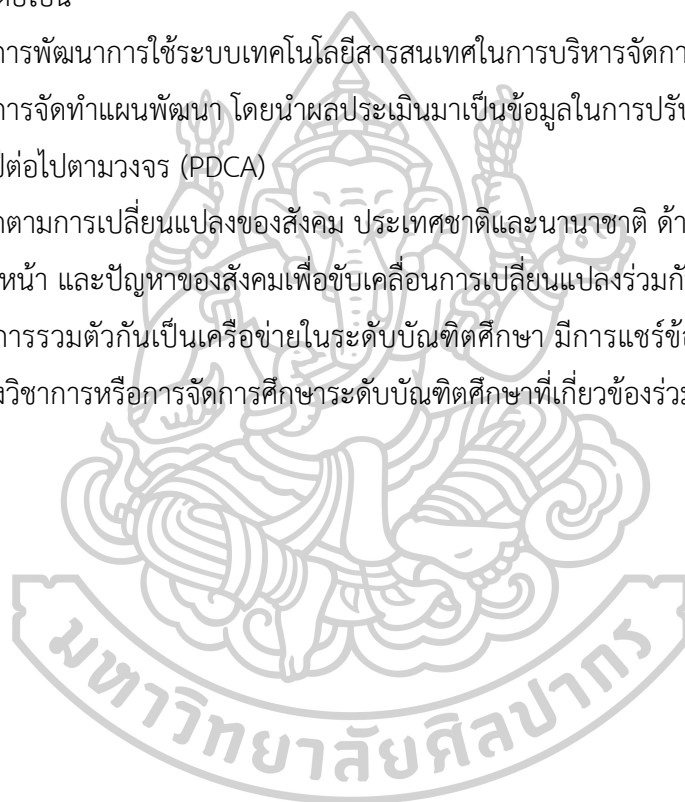 การพัฒนาการใช้ระบบเทคโนโลยีสารสนเทศในการบริหารจัดกา
การจัดทำแผนพัฒนา โดยนำผลประเมินมาเป็นข้อมูลในการปรับ
ต่อไปตามวงจร (PDCA)
ตามการเปลี่ยนแปลงของสังคม ประเทศชาติและนานาชาติ ด้า
หน้า และปัญหาของสังคมเพื่อขับเคลื่อนการเปลี่ยนแปลงร่วมกั
การรวมตัวกันเป็นเครือข่ายในระดับบัณฑิตศึกษา มีการแชร์ข้อ
วิชาการหรือการจัดการศึกษาระดับบัณฑิตศึกษาที่เกี่ยวข้องร่วม
มหาวิทยาลัยศิลปากร